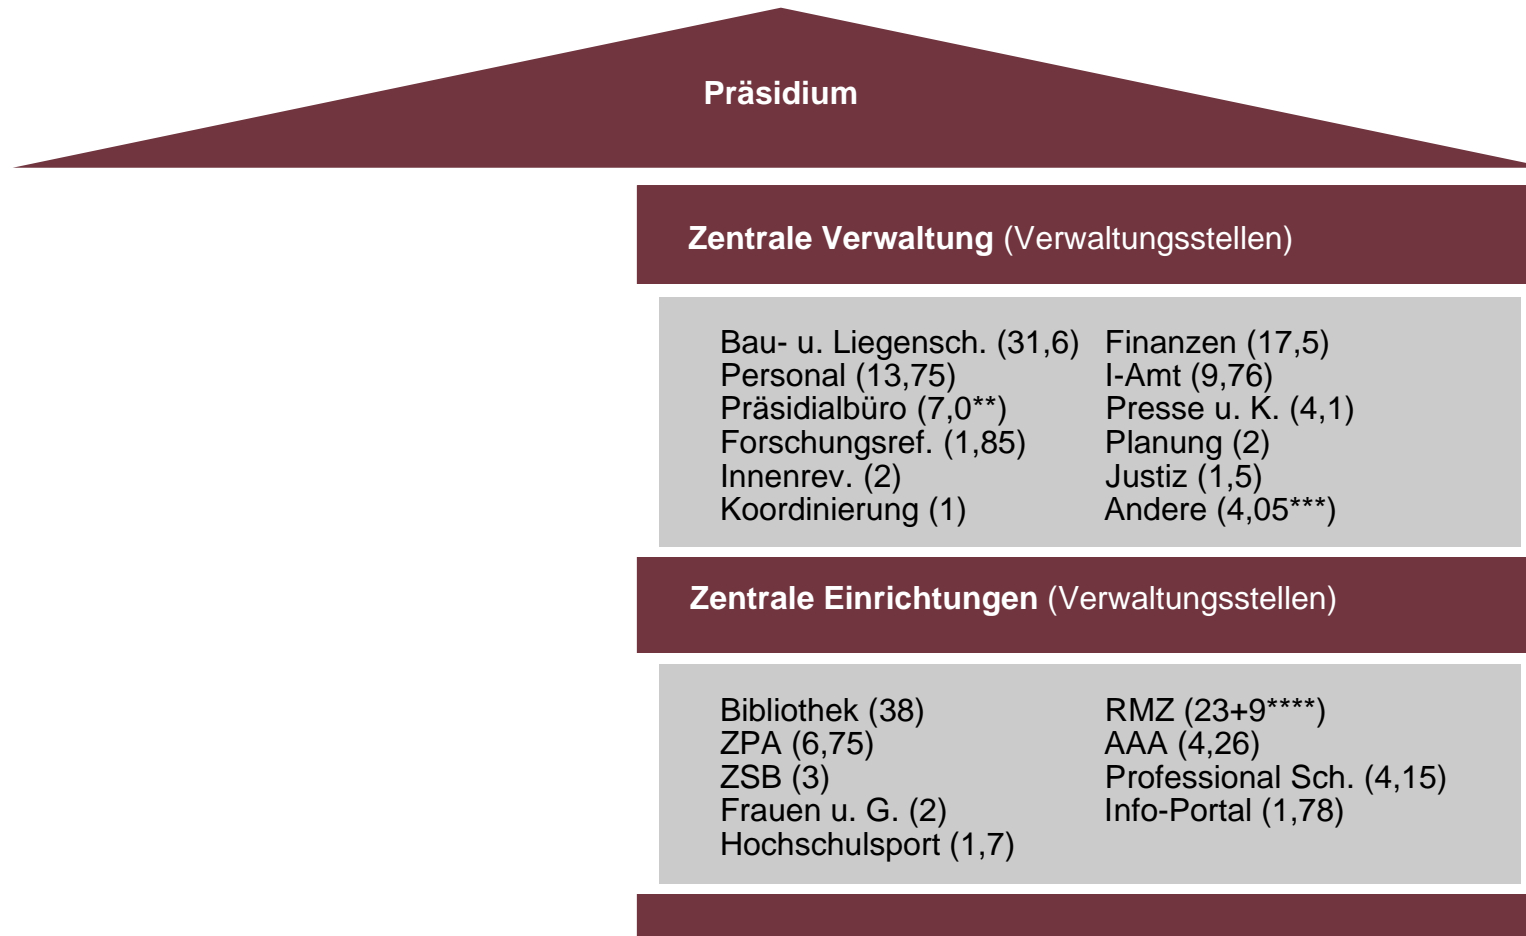 Präsidium
Zentrale Verwaltung (Verwaltungsstellen)
Bau- u. Liegensch. (31,6) Finanzen (17,5)
Personal (13,75) I-Amt (9,76)
Präsidialbüro (7,0**) Presse u. K. (4,1)
Forschungsref. (1,85) Planung (2)
Innenrev. (2) Justiz (1,5)
Koordinierung (1) Andere (4,05***)
Zentrale Einrichtungen (Verwaltungsstellen)
Bibliothek (38) RMZ (23+9****)
ZPA (6,75) AAA (4,26)
ZSB (3) Professional Sch. (4,15)
Frauen u. G. (2) Info-Portal (1,78)
Hochschulsport (1,7)